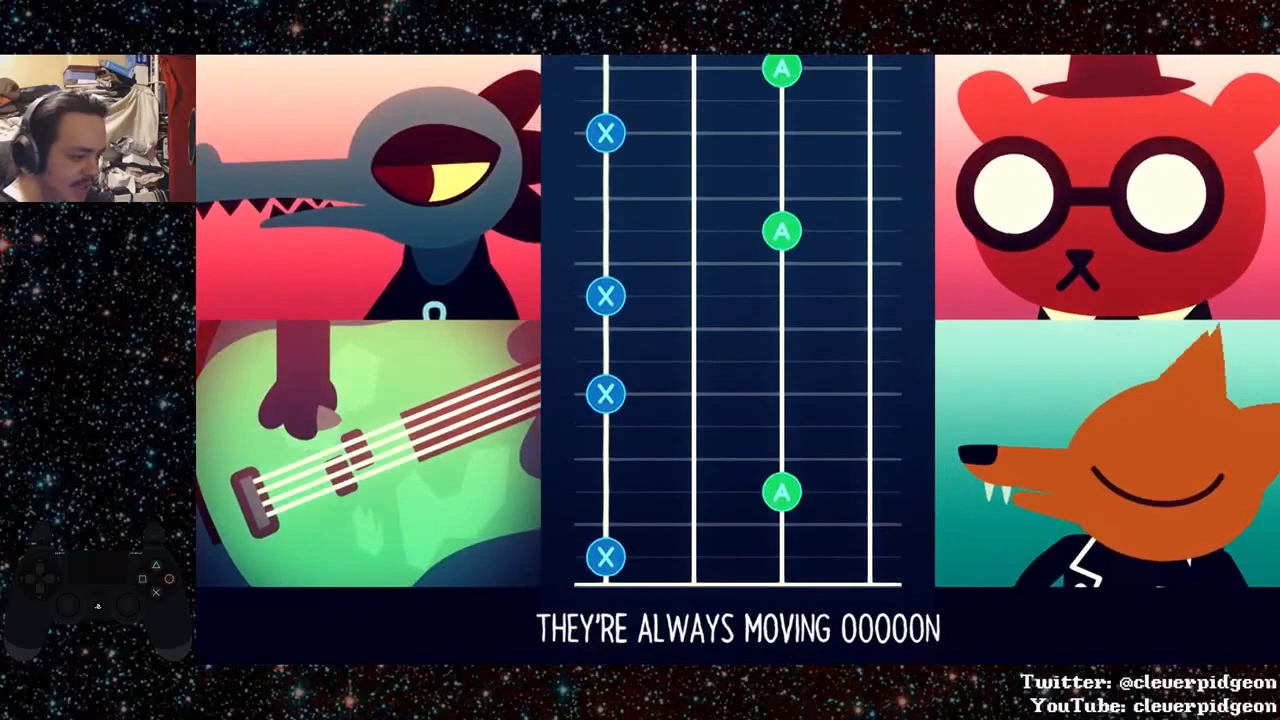 A
X
A
X
X
A
X
THEY'RE ALWAYS MOVING OOOOON
Twitter: @cleverpidgeon
YouTube: cleverpidgeon